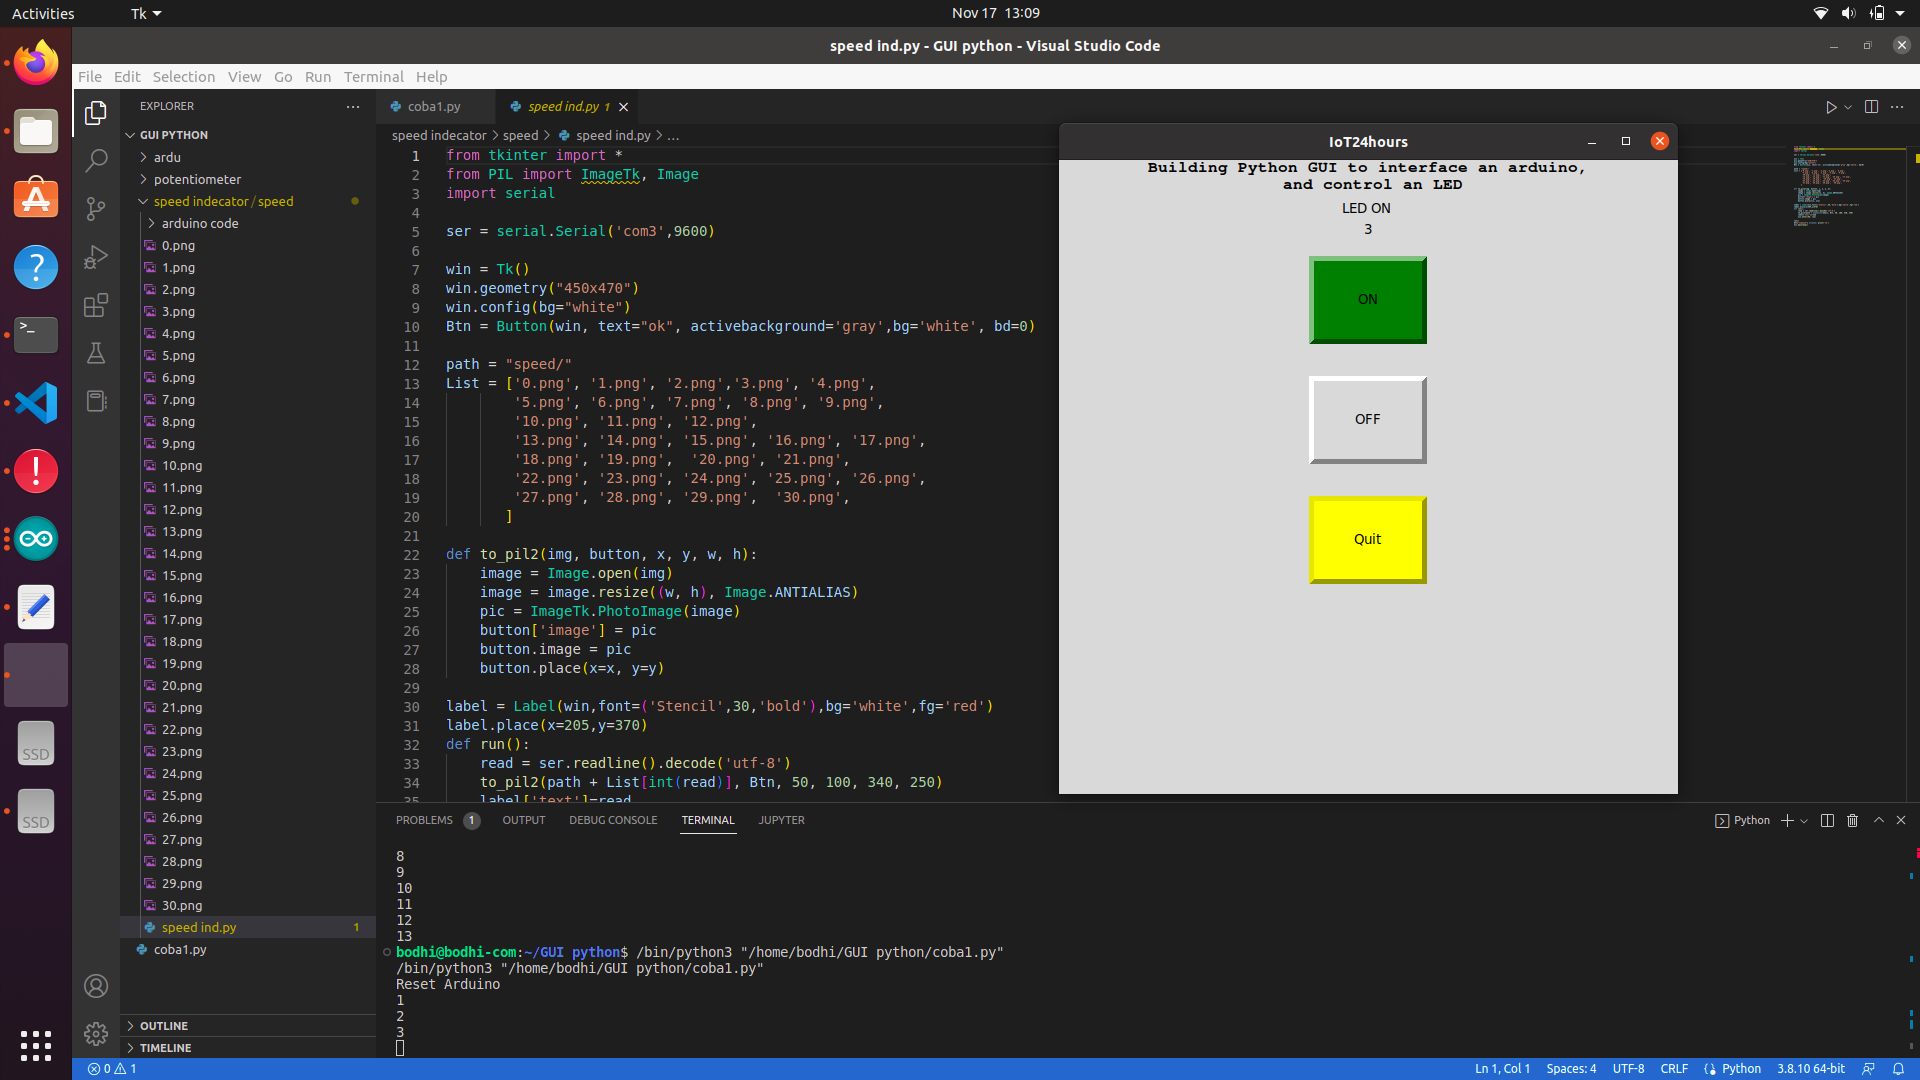 Activities
Tk
Nov 17 13:09
speed ind.py - GUI python - Visual Studio Code
File Edit Selection View Go Run Terminal Help
EXPLORER
GUI PYTHON
ardu
potentiometer
speed indecator / speed
arduino code
0.png
1.png
2.png
3.png
4.png
5.png
6.png
7.png
8.png
9.png
10.png
11.png
12.png
13.png
14.png
15.png
16.png
17.png
18.png
19.png
20.png
21.png
22.png
23.png
24.png
25.png
26.png
27.png
28.png
29.png
30.png
speed ind.py 1
coba1.py
OUTLINE
TIMELINE
SSD
SSD
coba1.py
speed ind.py 1
speed indecator > speed > speed ind.py > ...
1 from tkinter import *
2 from PIL import ImageTk, Image
3 import serial
4
5 ser = serial.Serial('com3',9600)
6
7 win = Tk()
8 win.geometry("450x470")
9 win.config(bg="white")
10 Btn = Button(win, text="ok", activebackground='gray',bg='white', bd=0)
11
12 path = "speed/"
13 List = ['0.png', '1.png', '2.png','3.png', '4.png',
14 '5.png', '6.png', '7.png', '8.png', '9.png',
15 '10.png', '11.png', '12.png',
16 '13.png', '14.png', '15.png', '16.png', '17.png',
17 '18.png', '19.png', '20.png', '21.png',
18 '22.png', '23.png', '24.png', '25.png', '26.png',
19 '27.png', '28.png', '29.png', '30.png',
20 ]
21
22 def to_pil2(img, button, x, y, w, h):
23 image = Image.open(img)
24 image = image.resize((w, h), Image.ANTIALIAS)
25 pic = ImageTk.PhotoImage(image)
26 button['image'] = pic
27 button.image = pic
28 button.place(x=x, y=y)
29
30 label = Label(win,font=('Stencil',30,'bold'),bg='white',fg='red')
31 label.place(x=205,y=370)
32 def run():
33 read = ser.readline().decode('utf-8')
34 to_pil2(path + List[int(read)], Btn, 50, 100, 340, 250)
35 label['text']=read
IoT24hours
Building Python GUI to interface an arduino,
and control an LED
LED ON
3
ON
OFF
Quit
PROBLEMS 1 OUTPUT DEBUG CONSOLE TERMINAL JUPYTER
Python
8
9
10
11
12
13
bodhi@bodhi-com:~/GUI python$ /bin/python3 "/home/bodhi/GUI python/coba1.py"
/bin/python3 "/home/bodhi/GUI python/coba1.py"
Reset Arduino
1
2
3
0 1
Ln 1, Col 1 Spaces: 4 UTF-8 CRLF Python 3.8.10 64-bit